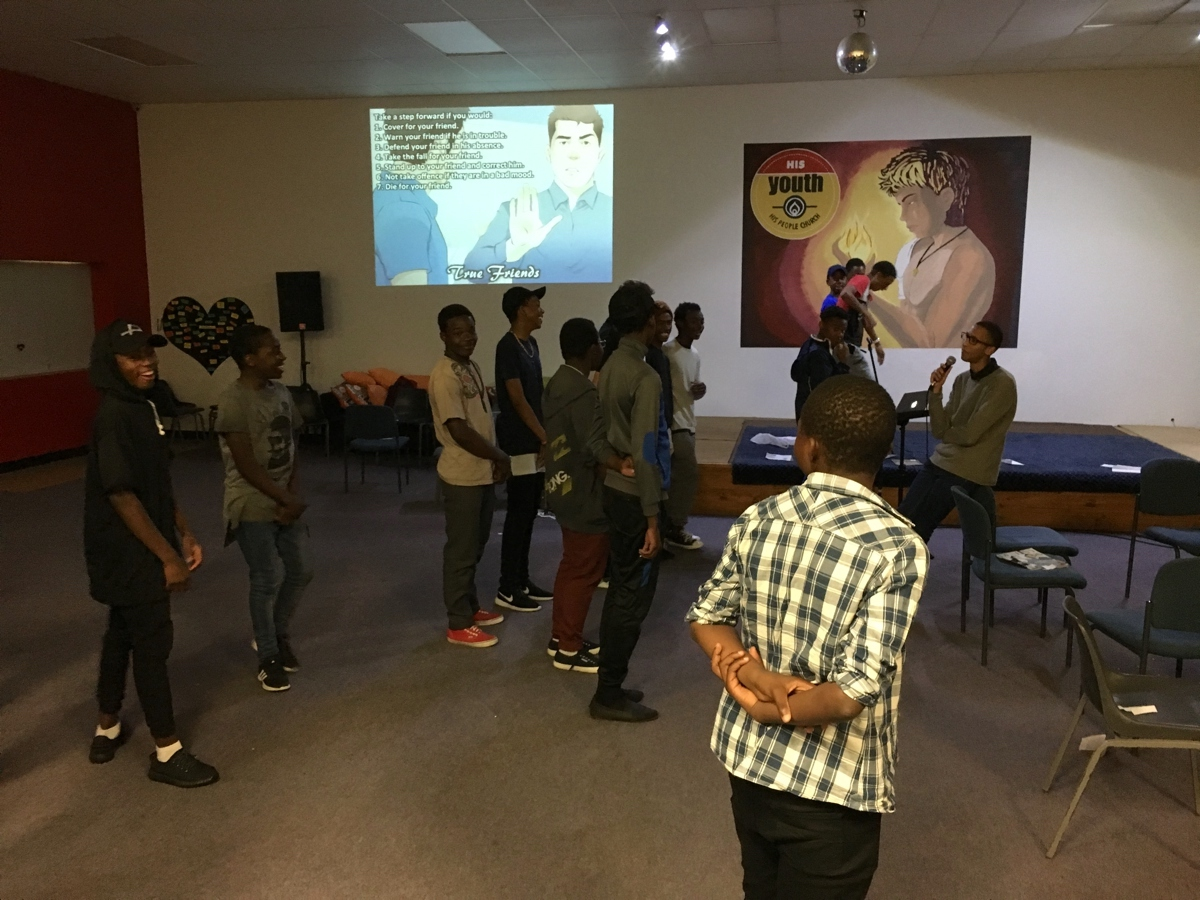 Take a step forward if you would:
1. Cover for your friend.
2. Warn your friend if he is in trouble.
3. Defend your friend in his absence.
4. Take the fall for your friend.
5. Stand up to your friend and correct him.
6. Not take offence if they are in a bad mood.
7. Die for your friend.
True Friends
HIS
youth
HIS PEOPLE CHURCH